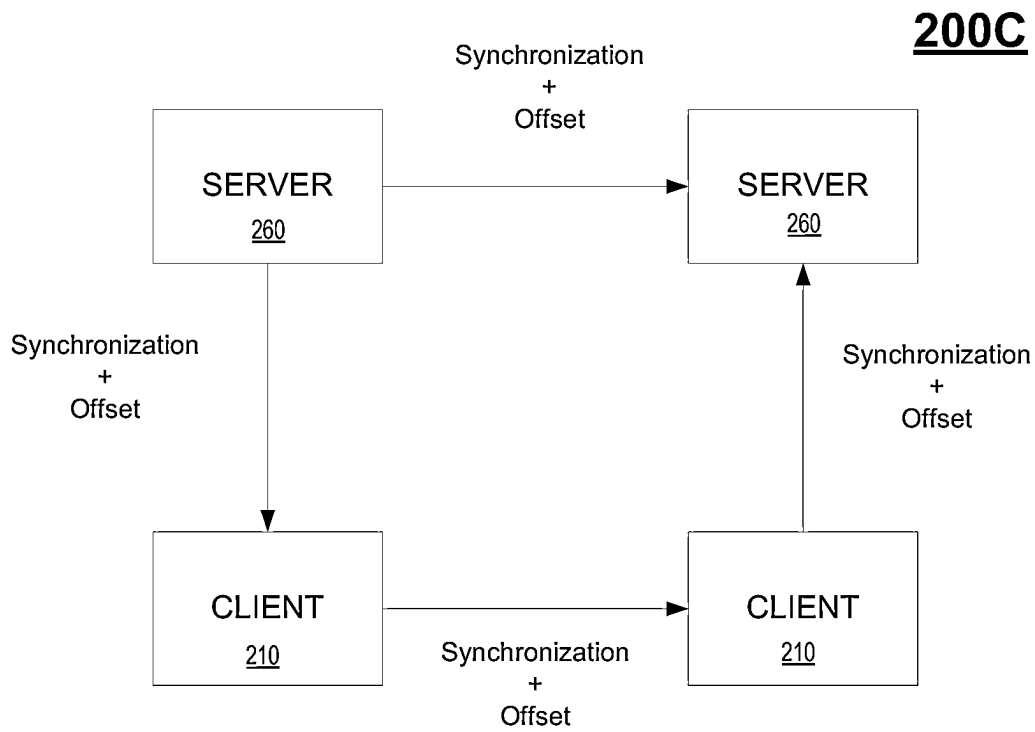 200C
Synchronization
+
Offset
SERVER
260
SERVER
260
Synchronization
+
Offset
Synchronization
+
Offset
CLIENT
210
CLIENT
210
Synchronization
+
Offset